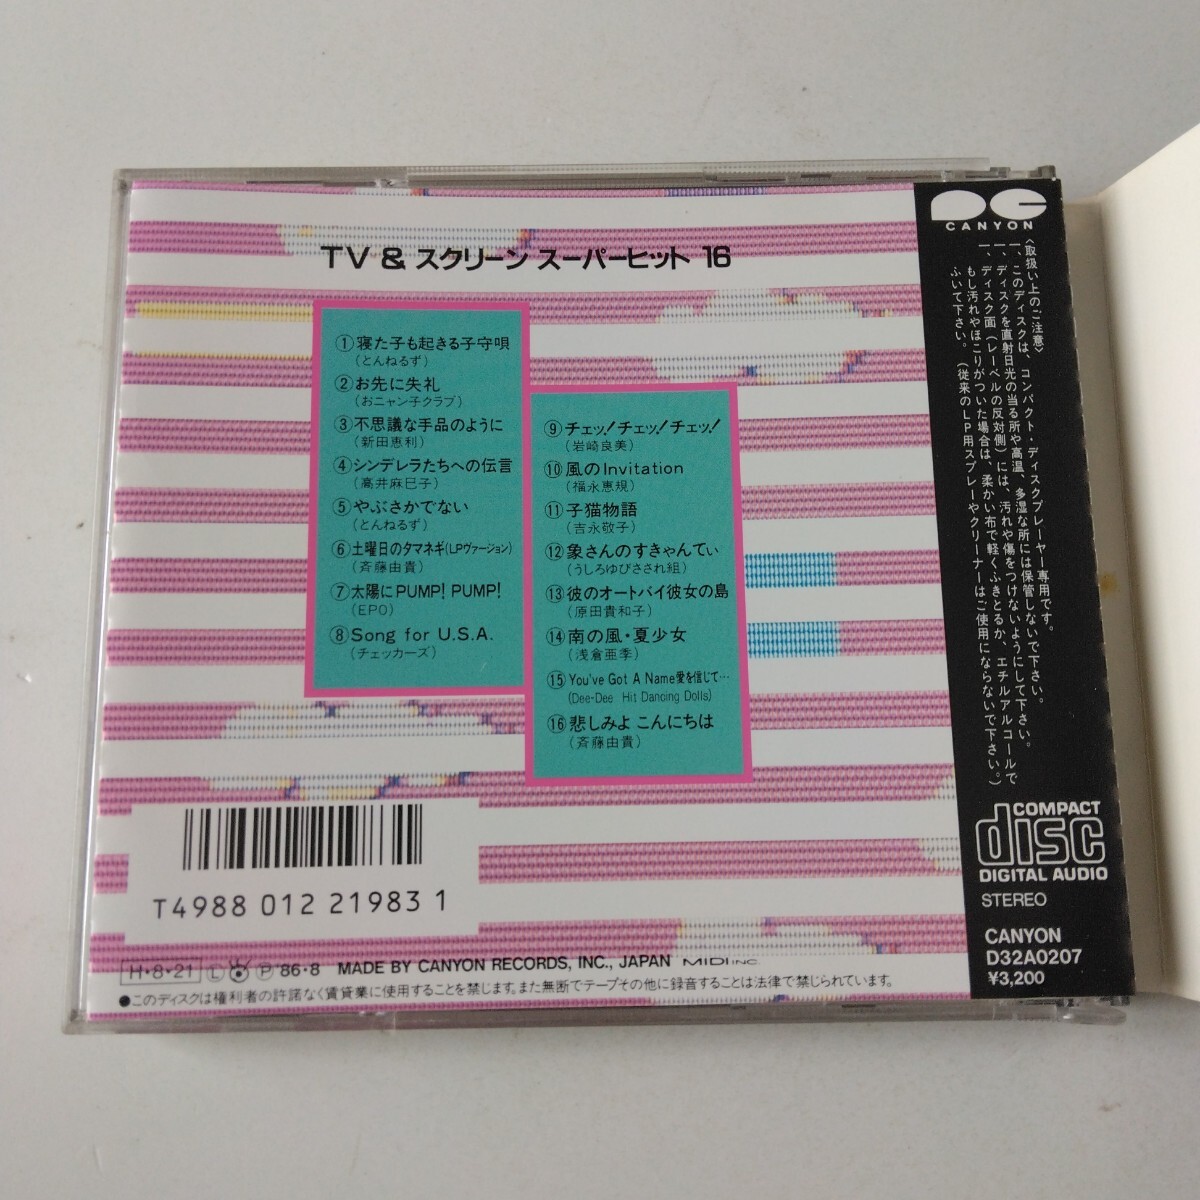 TV & スクリーン スーパーヒット 16
①寝た子も起きる子守唄
(とんねるず)
②お先に失礼
(おニャン子クラブ)
③不思議な手品のように
(新田恵利)
④シンデレラたちへの伝言
(高井麻巳子)
⑤やぶさかでない
(とんねるず)
⑥土曜日のタマネギ(LPヴァージョン)
(斉藤由貴)
⑦太陽にPUMP! PUMP!
(EPO)
⑧Song for U.S.A.
(チェッカーズ)
⑨チェッ!チェッ!チェッ!
(岩崎良美)
⑩風のInvitation
(福永恵規)
⑪子猫物語
(吉永敬子)
⑫象さんのすきゃんてぃ
(うしろゆびさされ組)
⑬彼のオートバイ彼女の島
(原田貴和子)
⑭南の風・夏少女
(浅倉亜季)
⑮You've Got A Name愛を信じて…
(Dee-Dee Hit Dancing Dolls)
⑯悲しみよ こんにちは
(斉藤由貴)
T4988 012 21983 1
H・8・21 Ⓛ Ⓟ '86・8 MADE BY CANYON RECORDS, INC., JAPAN MIDI INC.
●このディスクは権利者の許諾なく賃貸業に使用することを禁じます。また無断でテープその他に録音することは法律で禁じられています。
PC
CANYON
〈取扱い上のご注意〉
一、このディスクは、コンパクト・ディスクプレーヤー専用です。
一、ディスクを直射日光の当る所や高温、多湿な所には保管しないで下さい。
一、ディスク面(レーベルの反対側)には、汚れや傷をつけないようにして下さい。
もし汚れやほこりがついた場合は、柔かい布で軽くふきとるか、エチルアルコールで
ふいて下さい。(従来のLP用スプレーやクリーナーはご使用にならないで下さい。)
COMPACT
disc
DIGITAL AUDIO
STEREO
CANYON
D32A0207
¥3,200